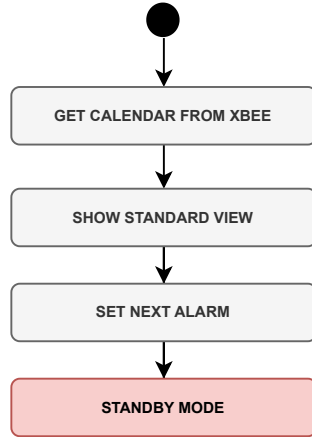 GET CALENDAR FROM XBEE
SHOW STANDARD VIEW
SET NEXT ALARM
STANDBY MODE